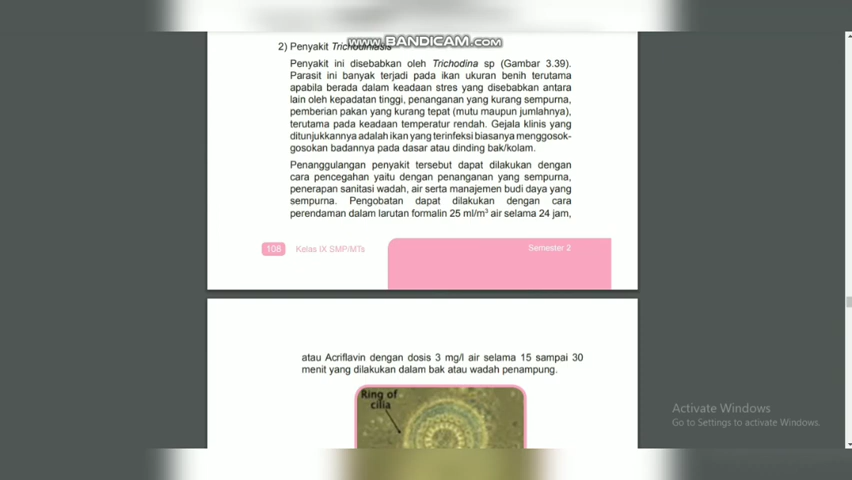 www.BANDICAM.com
2) Penyakit Trichodiniasis
Penyakit ini disebabkan oleh Trichodina sp (Gambar 3.39).
Parasit ini banyak terjadi pada ikan ukuran benih terutama
apabila berada dalam keadaan stres yang disebabkan antara
lain oleh kepadatan tinggi, penanganan yang kurang sempurna,
pemberian pakan yang kurang tepat (mutu maupun jumlahnya),
terutama pada keadaan temperatur rendah. Gejala klinis yang
ditunjukkannya adalah ikan yang terinfeksi biasanya menggosok-
gosokan badannya pada dasar atau dinding bak/kolam.
Penanggulangan penyakit tersebut dapat dilakukan dengan
cara pencegahan yaitu dengan penanganan yang sempurna,
penerapan sanitasi wadah, air serta manajemen budi daya yang
sempurna. Pengobatan dapat dilakukan dengan cara
perendaman dalam larutan formalin 25 ml/m³ air selama 24 jam,
108 Kelas IX SMP/MTs
Semester 2
atau Acriflavin dengan dosis 3 mg/l air selama 15 sampai 30
menit yang dilakukan dalam bak atau wadah penampung.
Ring of
cilia
Activate Windows
Go to Settings to activate Windows.